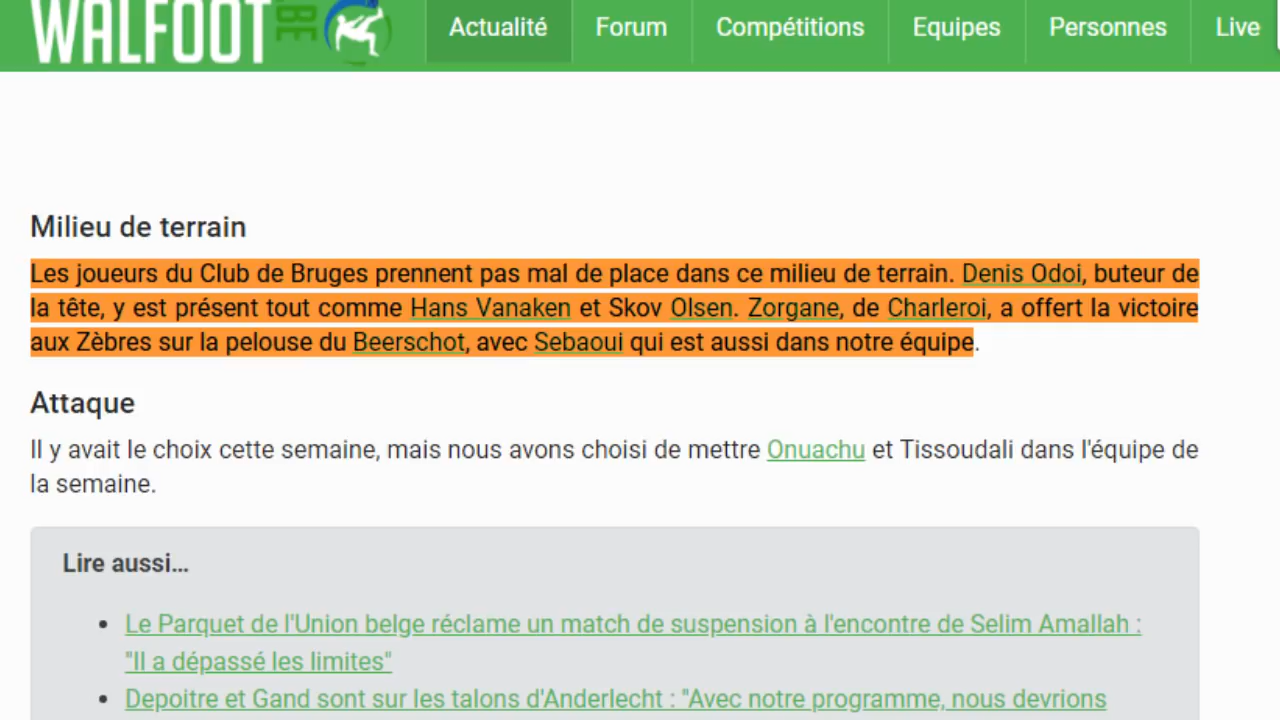 WALFOOT.BE
Actualité
Forum
Compétitions
Equipes
Personnes
Live
Milieu de terrain
Les joueurs du Club de Bruges prennent pas mal de place dans ce milieu de terrain. Denis Odoi, buteur de
la tête, y est présent tout comme Hans Vanaken et Skov Olsen. Zorgane, de Charleroi, a offert la victoire
aux Zèbres sur la pelouse du Beerschot, avec Sebaoui qui est aussi dans notre équipe.
Attaque
Il y avait le choix cette semaine, mais nous avons choisi de mettre Onuachu et Tissoudali dans l'équipe de
la semaine.
Lire aussi...
• Le Parquet de l'Union belge réclame un match de suspension à l'encontre de Selim Amallah :
"Il a dépassé les limites"
• Depoitre et Gand sont sur les talons d'Anderlecht : "Avec notre programme, nous devrions